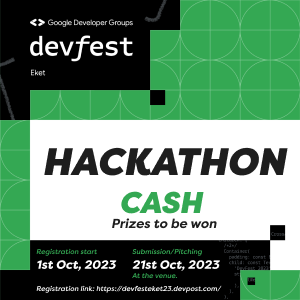 Google Developer Groups
devfest
Eket
HACKATHON
CASH
Prizes to be won
Registration start
1st Oct, 2023
Submission/Pitching
21st Oct, 2023
At the venue.
Registration link: https://devfesteket23.devpost.com/